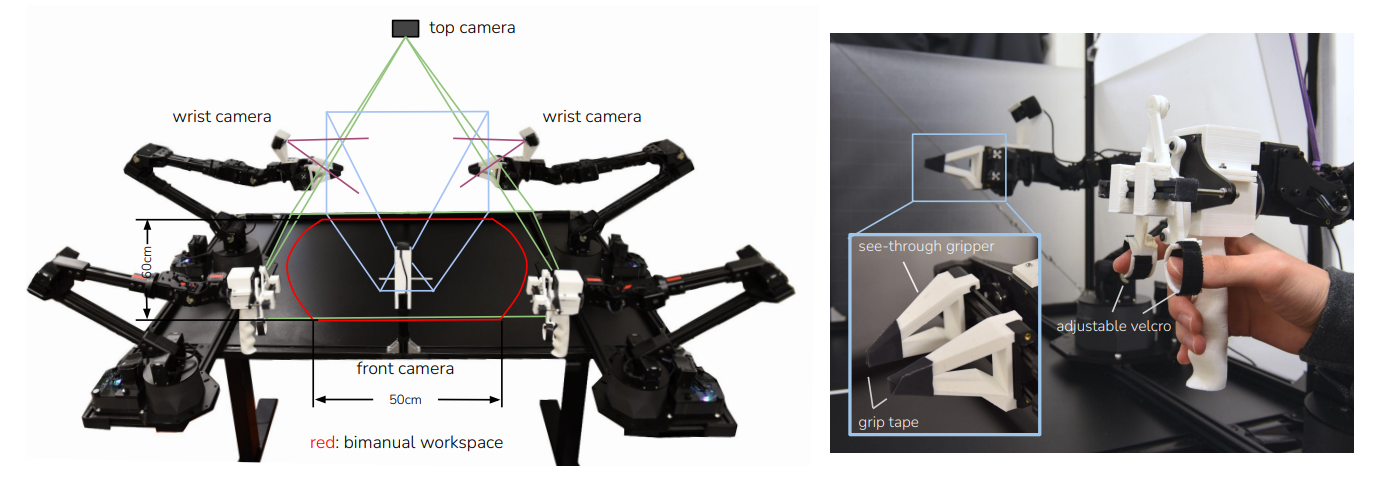 top camera
wrist camera
wrist camera
60cm
front camera
50cm
red: bimanual workspace
see-through gripper
adjustable velcro
grip tape